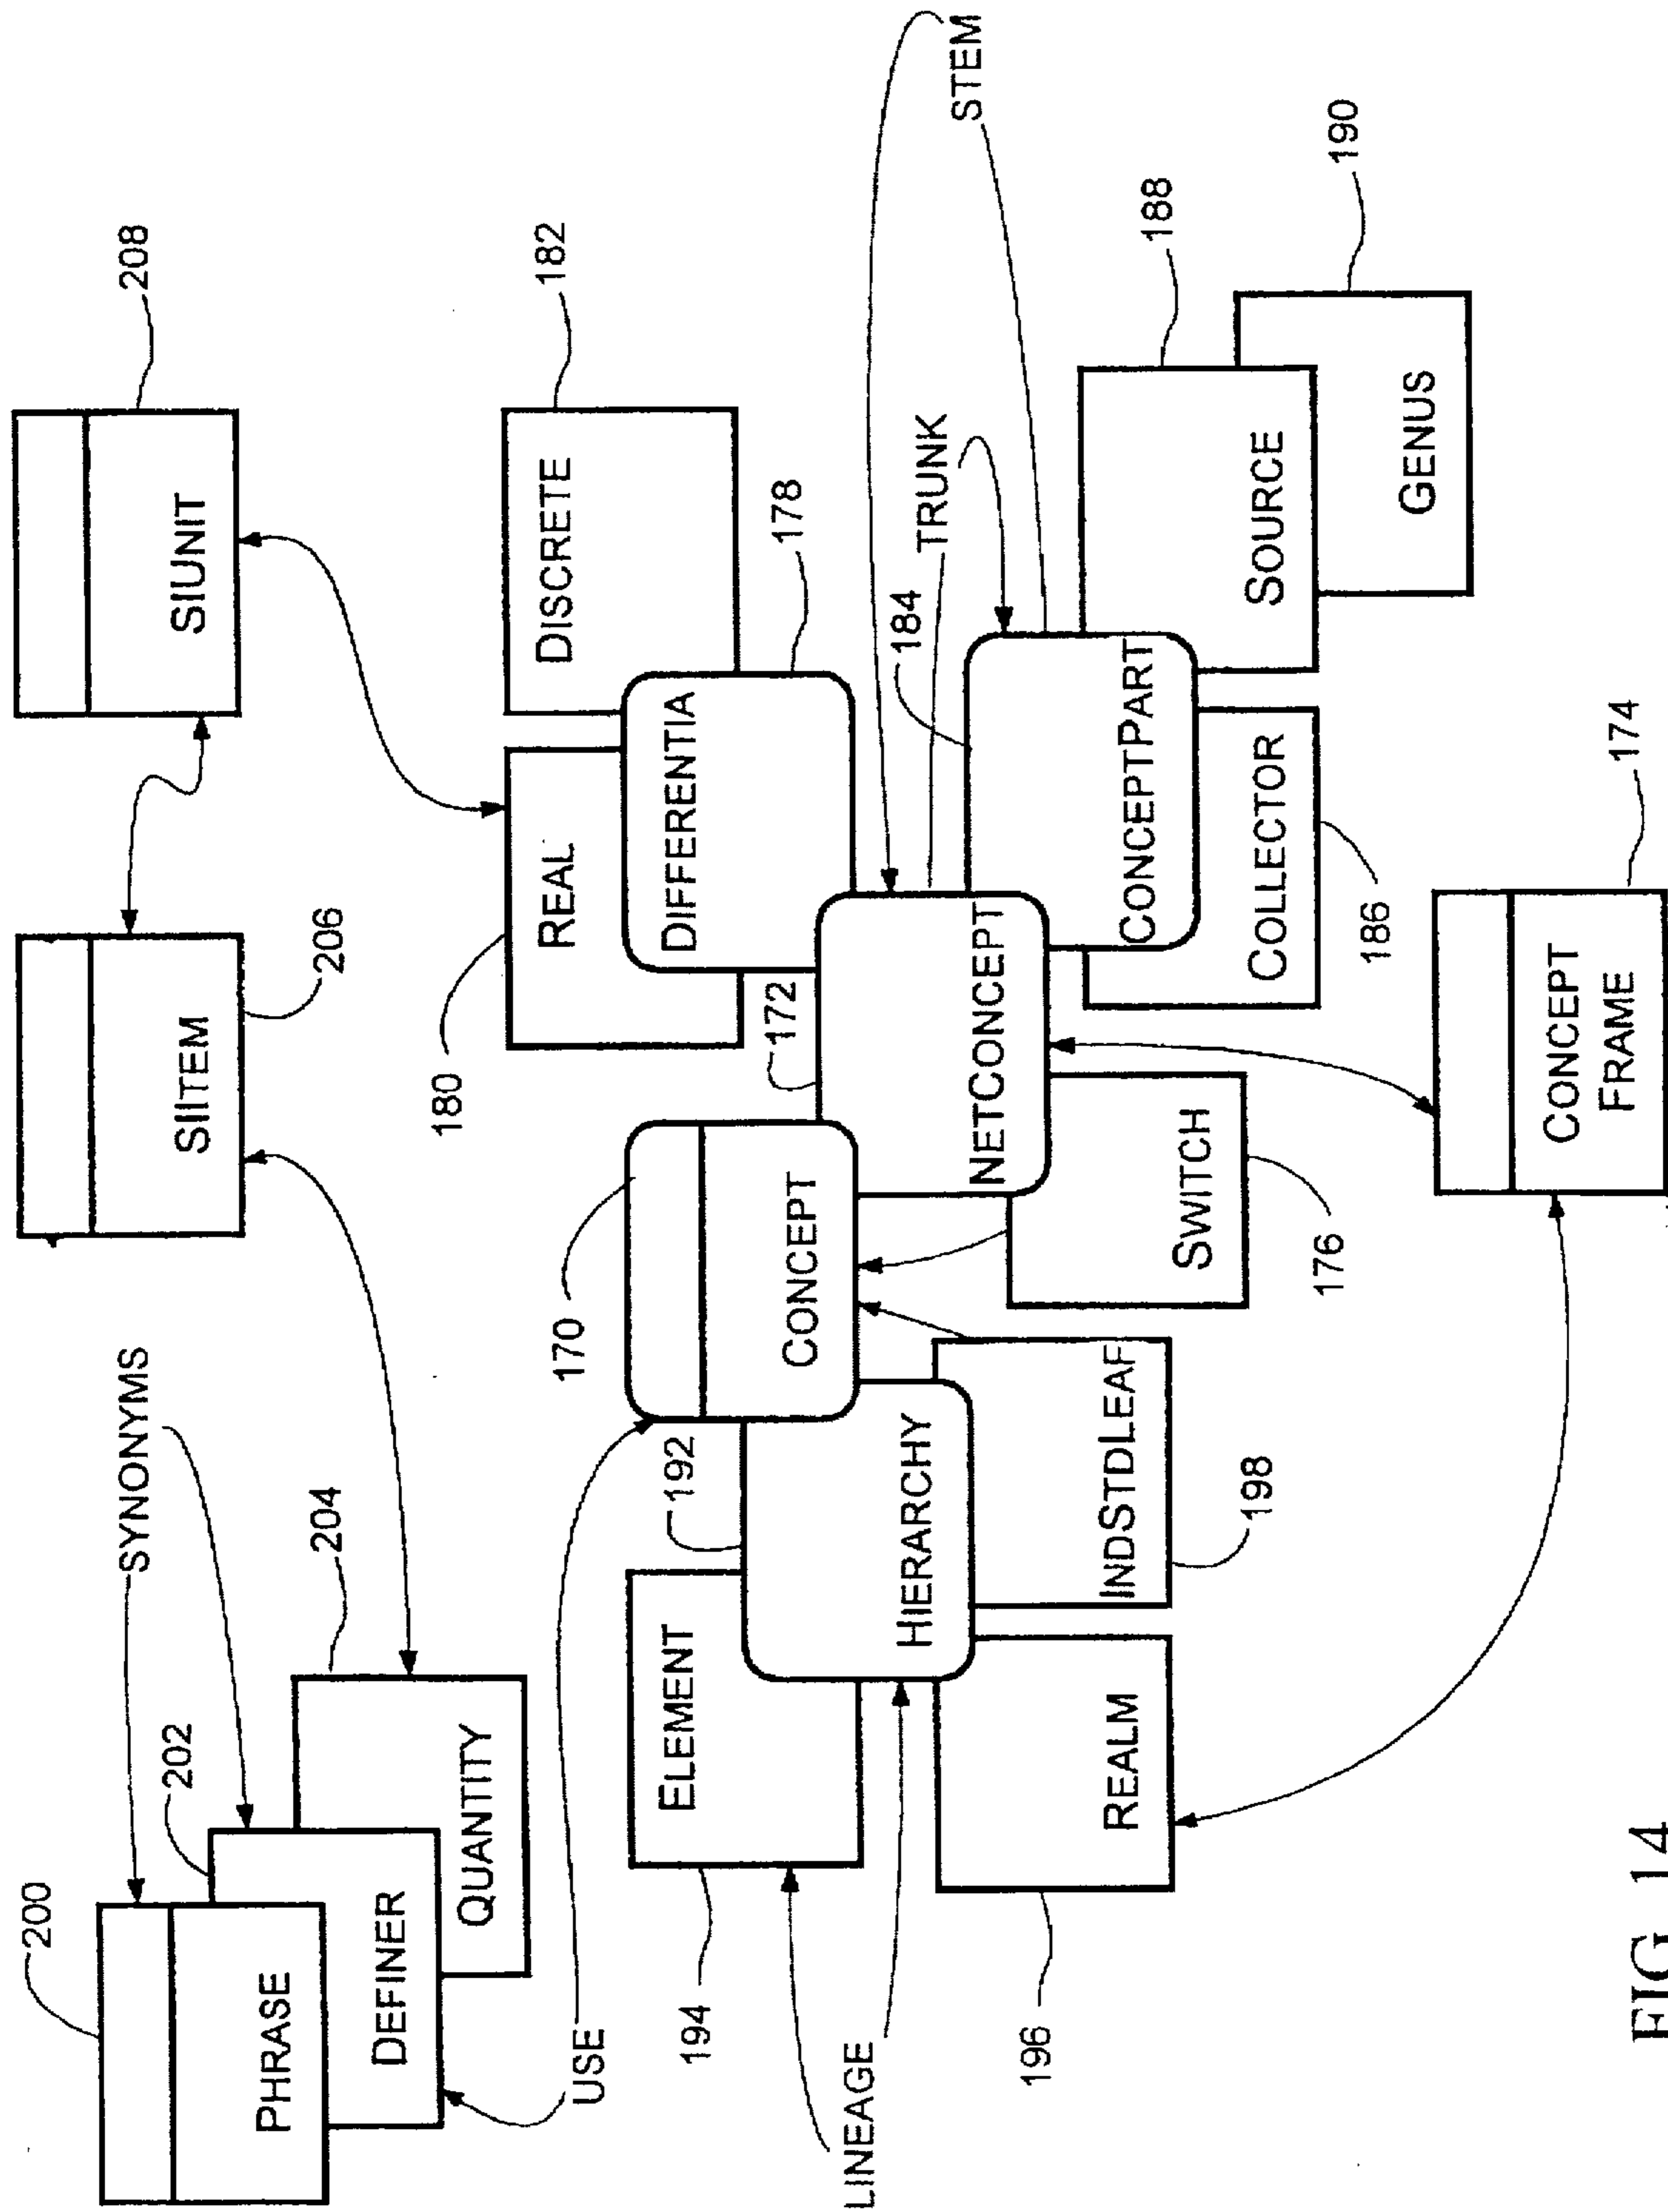 200
PHRASE
202
DEFINER
204
QUANTITY
SYNONYMS
206
SIITEM
208
SIUNIT
USE
170
CONCEPT
180
REAL
182
DISCRETE
178
DIFFERENTIA
194
ELEMENT
192
HIERARCHY
172
NETCONCEPT
184
CONCEPTPART
TRUNK
STEM
LINEAGE
196
REALM
198
INDSTDLEAF
176
SWITCH
186
COLLECTOR
188
SOURCE
190
GENUS
174
CONCEPT
FRAME
FIG. 14